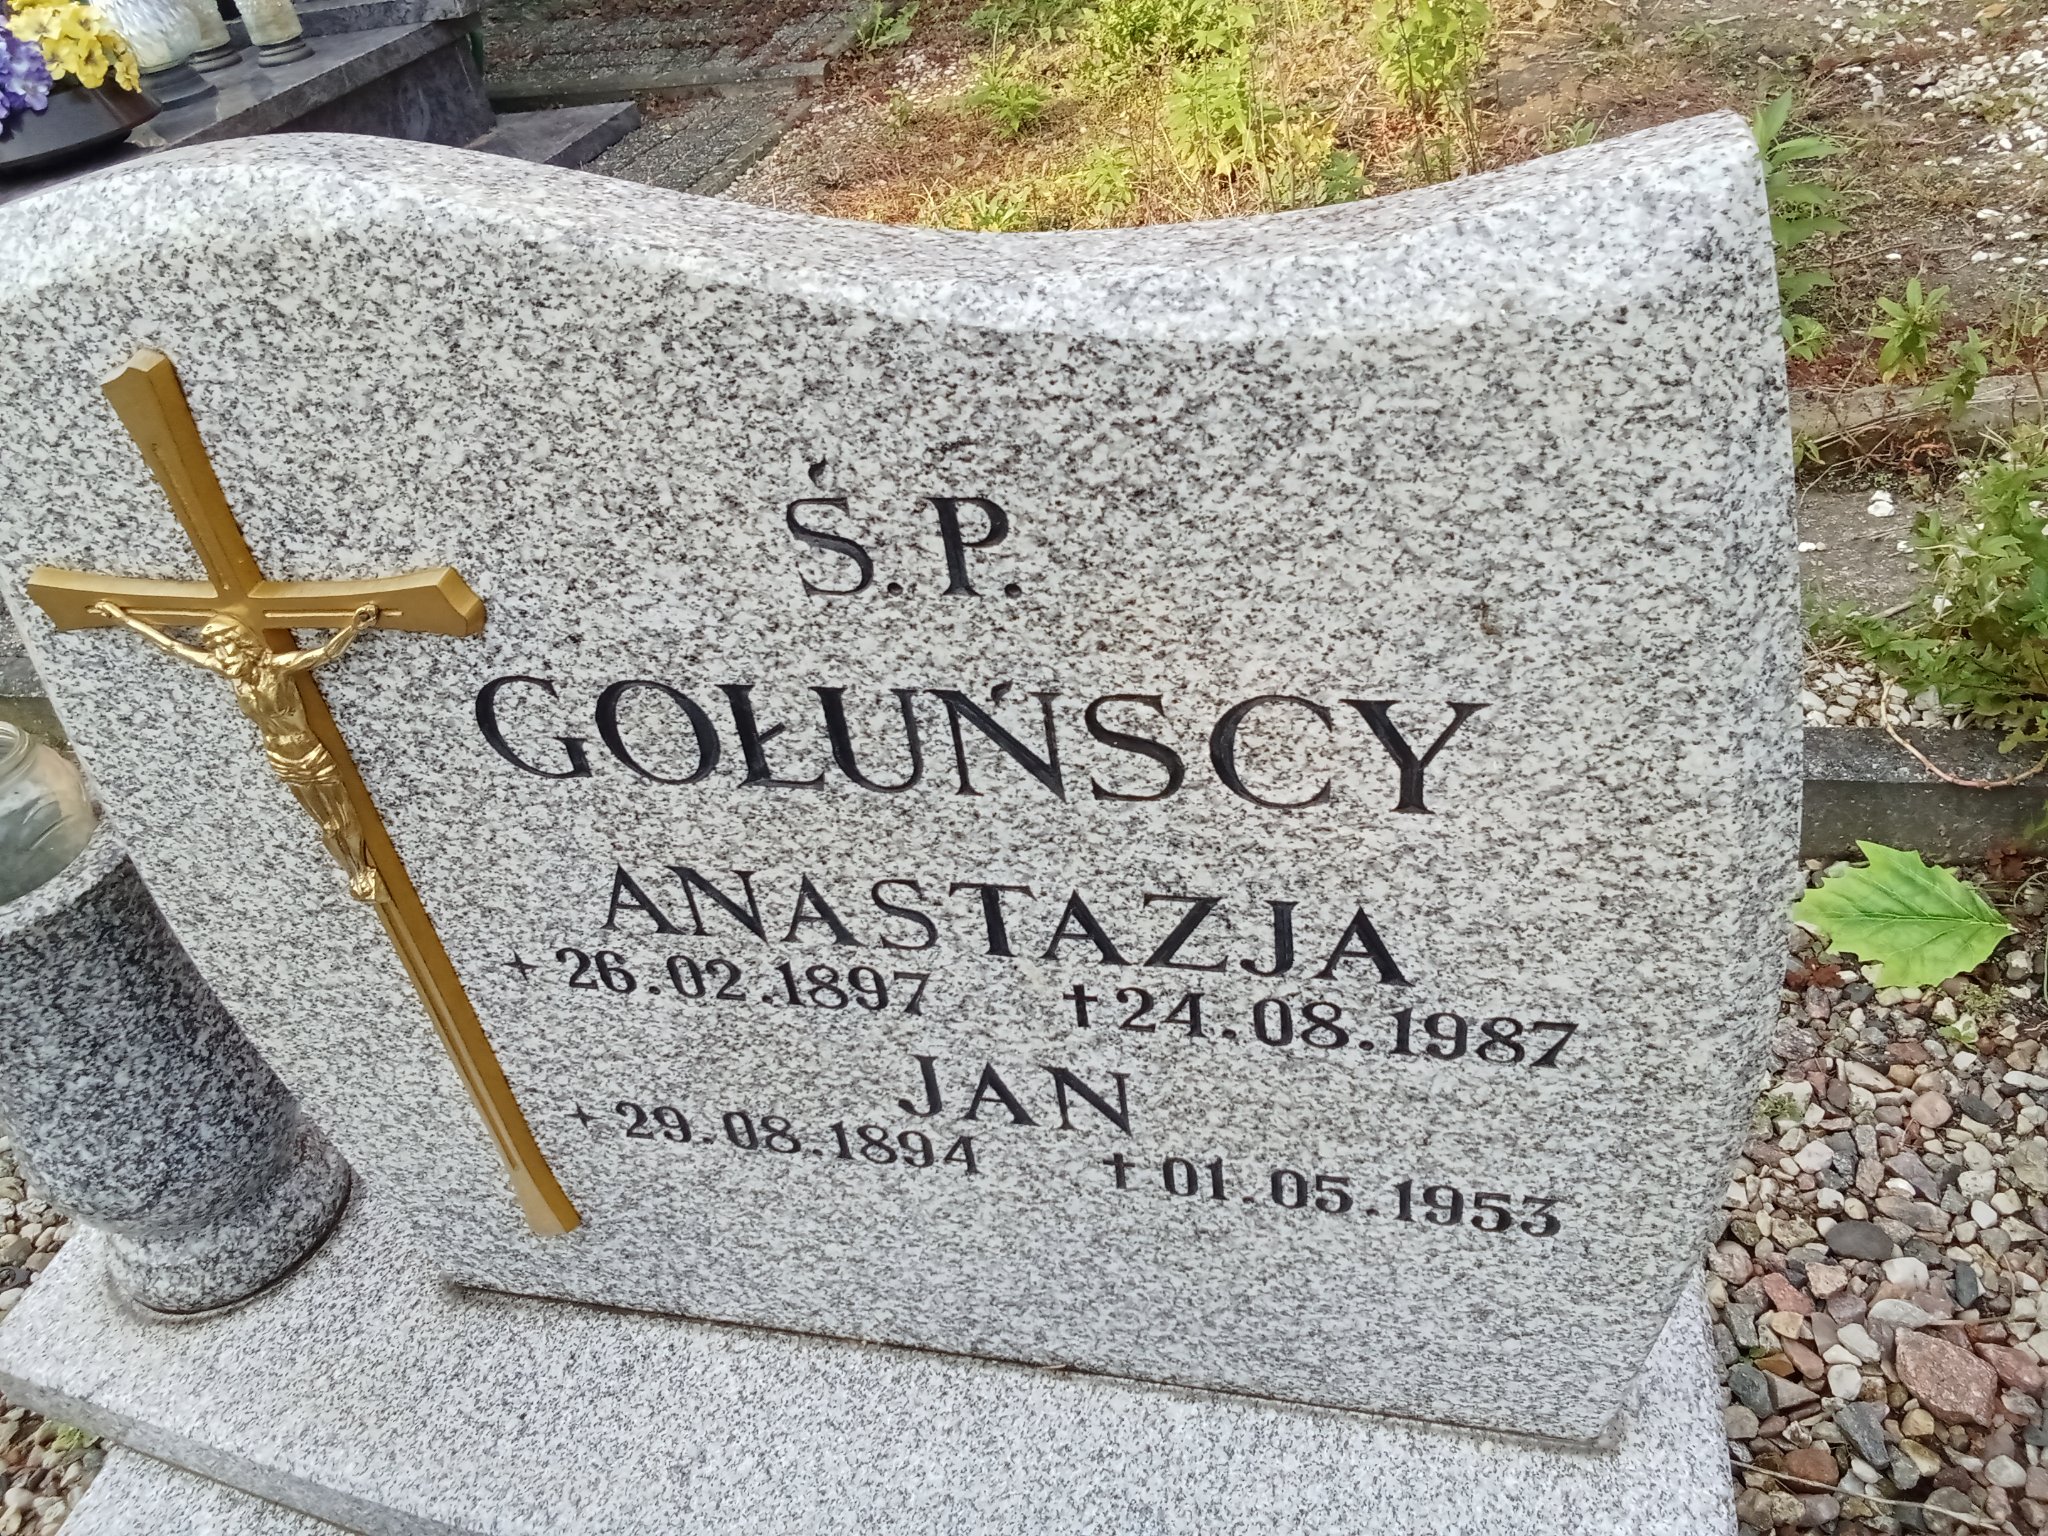 Ś.P.
GOŁUŃSCY
ANASTAZJA
+ 26.02.1897 † 24.08.1987
JAN
+ 29.08.1894 † 01.05.1953